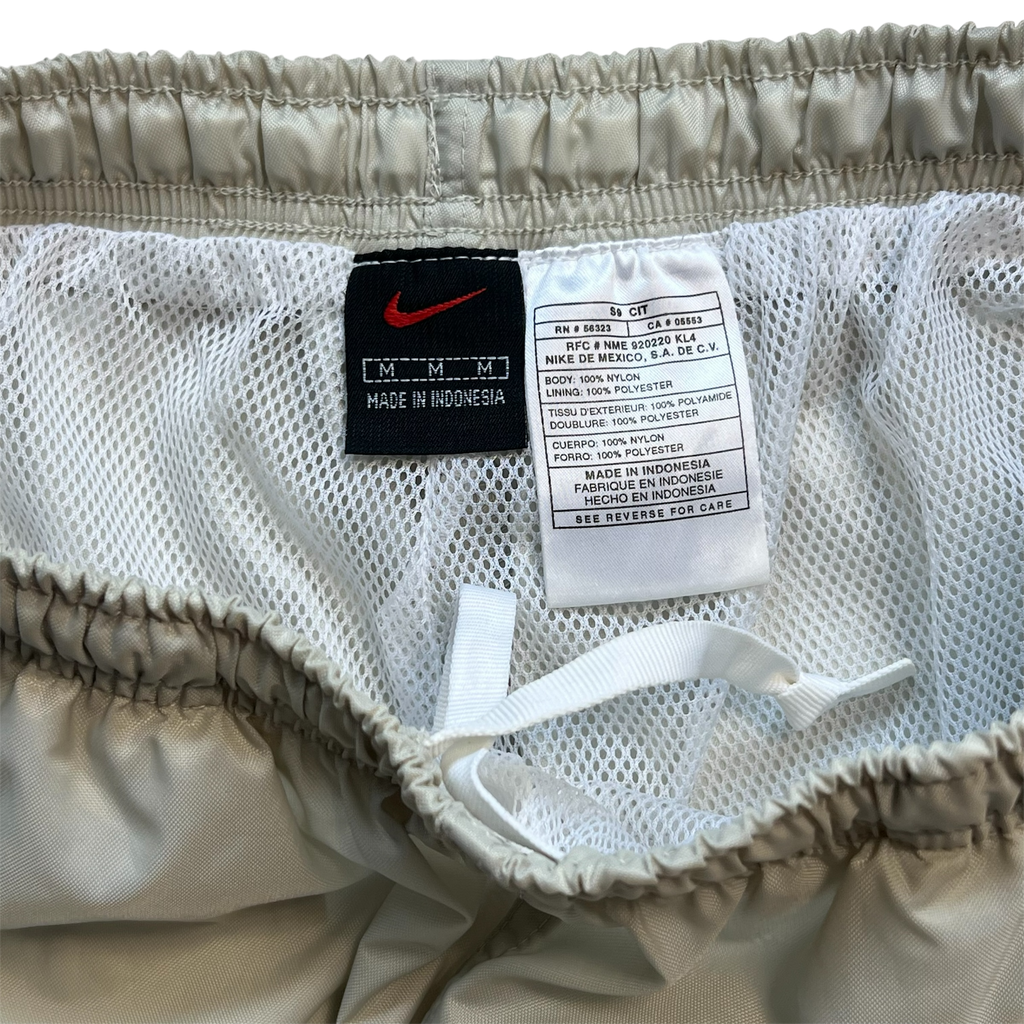 M M M
MADE IN INDONESIA
S9 CIT
RN # 56323 CA # 05553
RFC # NME 920220 KL4
NIKE DE MEXICO, S.A. DE C.V.
BODY: 100% NYLON
LINING: 100% POLYESTER
TISSU D'EXTERIEUR: 100% POLYAMIDE
DOUBLURE: 100% POLYESTER
CUERPO: 100% NYLON
FORRO: 100% POLYESTER
MADE IN INDONESIA
FABRIQUE EN INDONESIE
HECHO EN INDONESIA
SEE REVERSE FOR CARE